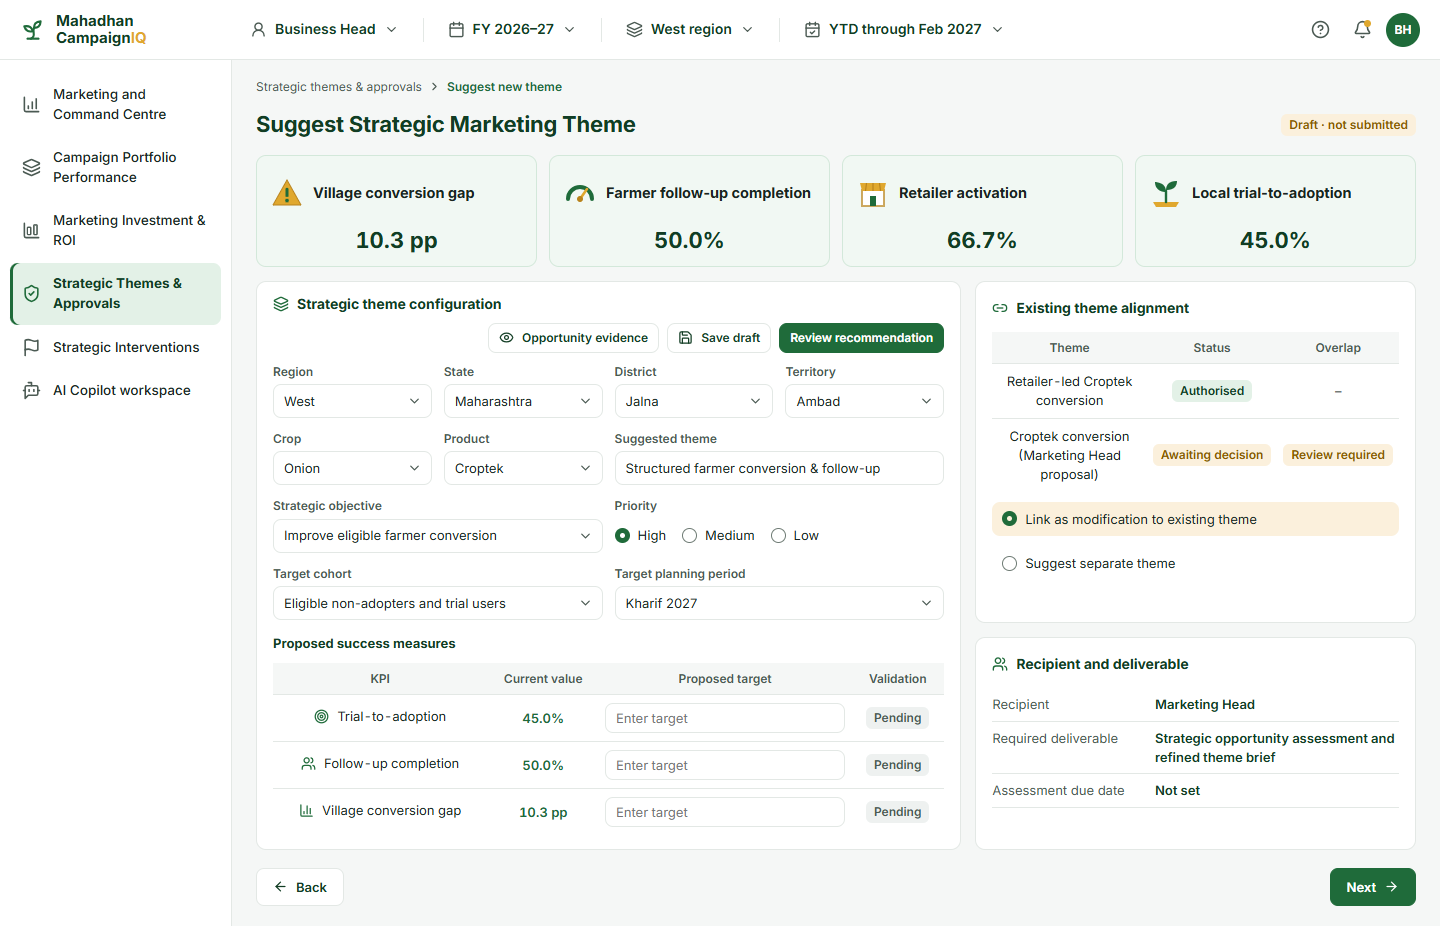 Mahadhan
CampaignIQ
Business Head
FY 2026–27
West region
YTD through Feb 2027
BH
Marketing and
Command Centre
Campaign Portfolio
Performance
Marketing Investment &
ROI
Strategic Themes &
Approvals
Strategic Interventions
AI Copilot workspace
Strategic themes & approvals > Suggest new theme
Suggest Strategic Marketing Theme
Draft · not submitted
Village conversion gap
10.3 pp
Farmer follow-up completion
50.0%
Retailer activation
66.7%
Local trial-to-adoption
45.0%
Strategic theme configuration
Opportunity evidence
Save draft
Review recommendation
Region
State
District
Territory
West
Maharashtra
Jalna
Ambad
Crop
Product
Suggested theme
Onion
Croptek
Structured farmer conversion & follow-up
Strategic objective
Priority
Improve eligible farmer conversion
High
Medium
Low
Target cohort
Target planning period
Eligible non-adopters and trial users
Kharif 2027
Proposed success measures
KPI
Current value
Proposed target
Validation
Trial-to-adoption
45.0%
Enter target
Pending
Follow-up completion
50.0%
Enter target
Pending
Village conversion gap
10.3 pp
Enter target
Pending
Existing theme alignment
Theme
Status
Overlap
Retailer-led Croptek
conversion
Authorised
–
Croptek conversion
(Marketing Head
proposal)
Awaiting decision
Review required
Link as modification to existing theme
Suggest separate theme
Recipient and deliverable
Recipient
Marketing Head
Required deliverable
Strategic opportunity assessment and
refined theme brief
Assessment due date
Not set
Back
Next